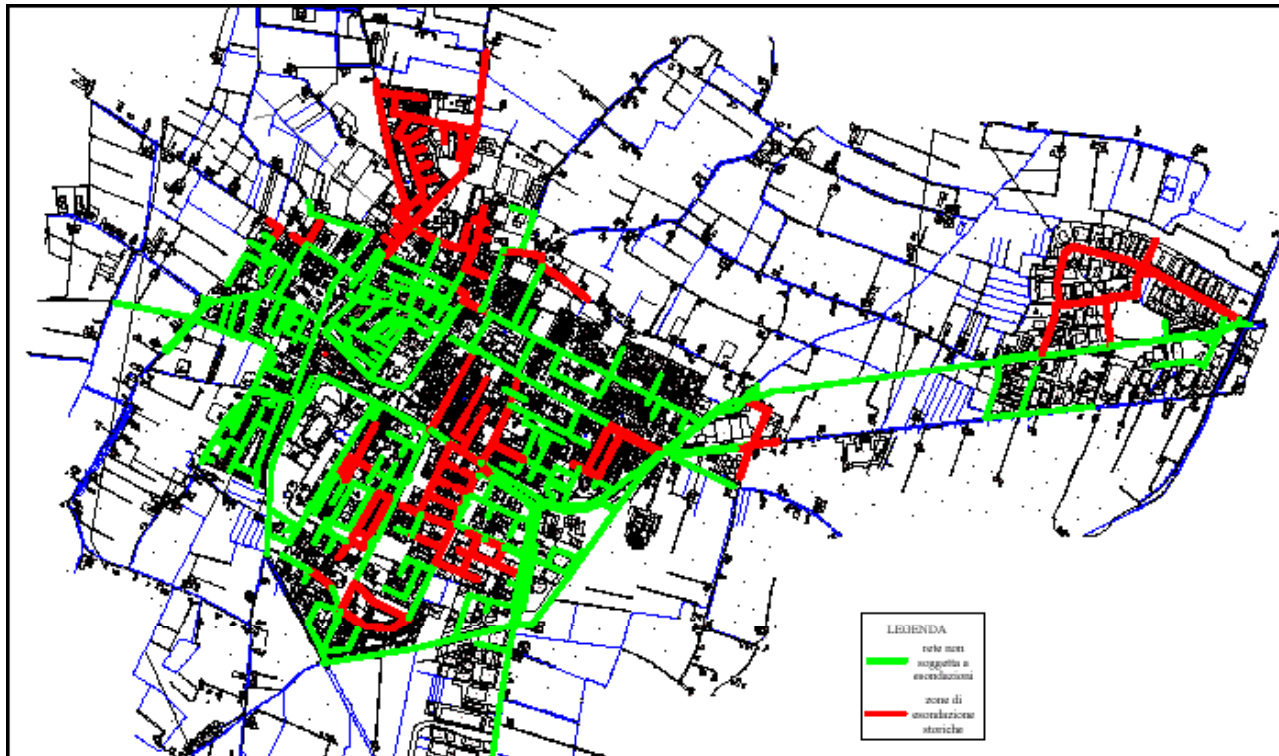 LEGENDA
rete non
soggetta a
esondazioni
zone di
esondazione
storiche